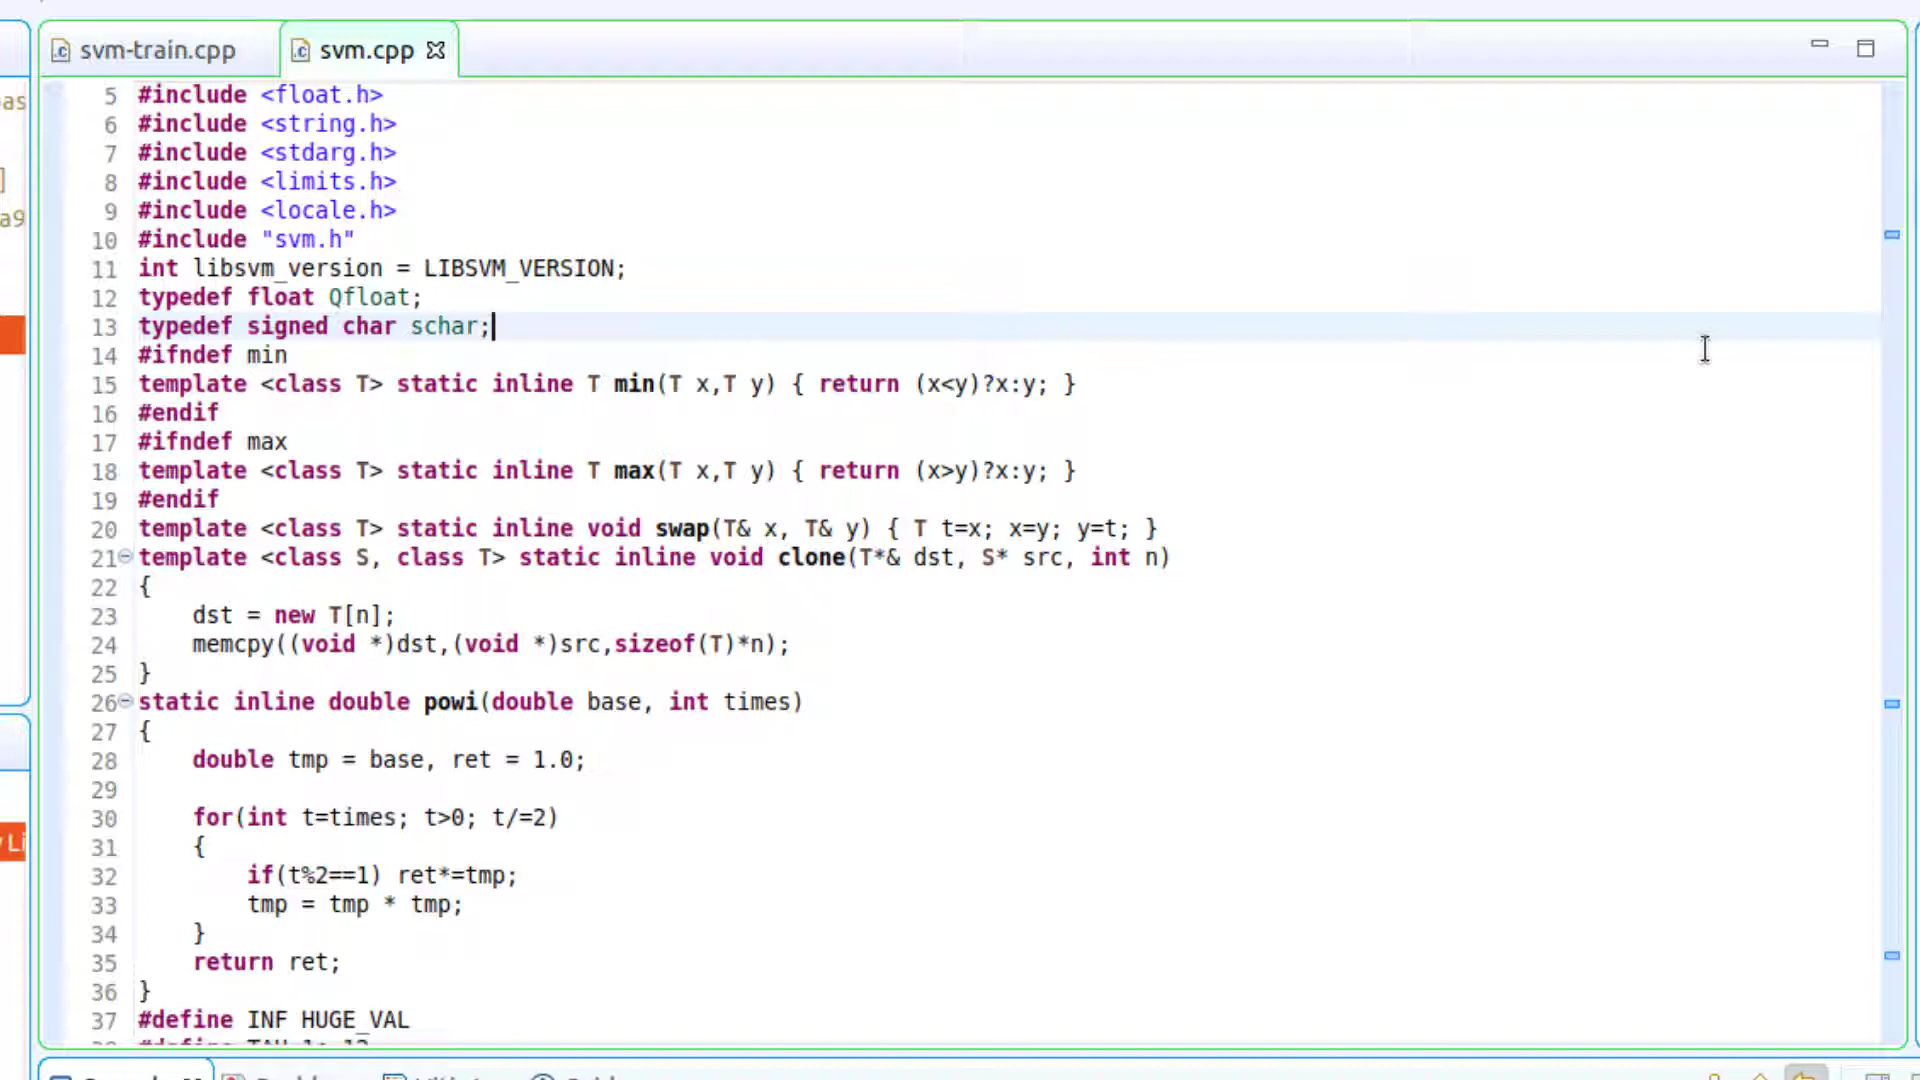 svm-train.cpp svm.cpp
5 #include <float.h>
6 #include <string.h>
7 #include <stdarg.h>
8 #include <limits.h>
9 #include <locale.h>
10 #include "svm.h"
11 int libsvm_version = LIBSVM_VERSION;
12 typedef float Qfloat;
13 typedef signed char schar;
14 #ifndef min
15 template <class T> static inline T min(T x,T y) { return (x<y)?x:y; }
16 #endif
17 #ifndef max
18 template <class T> static inline T max(T x,T y) { return (x>y)?x:y; }
19 #endif
20 template <class T> static inline void swap(T& x, T& y) { T t=x; x=y; y=t; }
21 template <class S, class T> static inline void clone(T*& dst, S* src, int n)
22 {
23     dst = new T[n];
24     memcpy((void *)dst,(void *)src,sizeof(T)*n);
25 }
26 static inline double powi(double base, int times)
27 {
28     double tmp = base, ret = 1.0;
29
30     for(int t=times; t>0; t/=2)
31     {
32         if(t%2==1) ret*=tmp;
33         tmp = tmp * tmp;
34     }
35     return ret;
36 }
37 #define INF HUGE_VAL